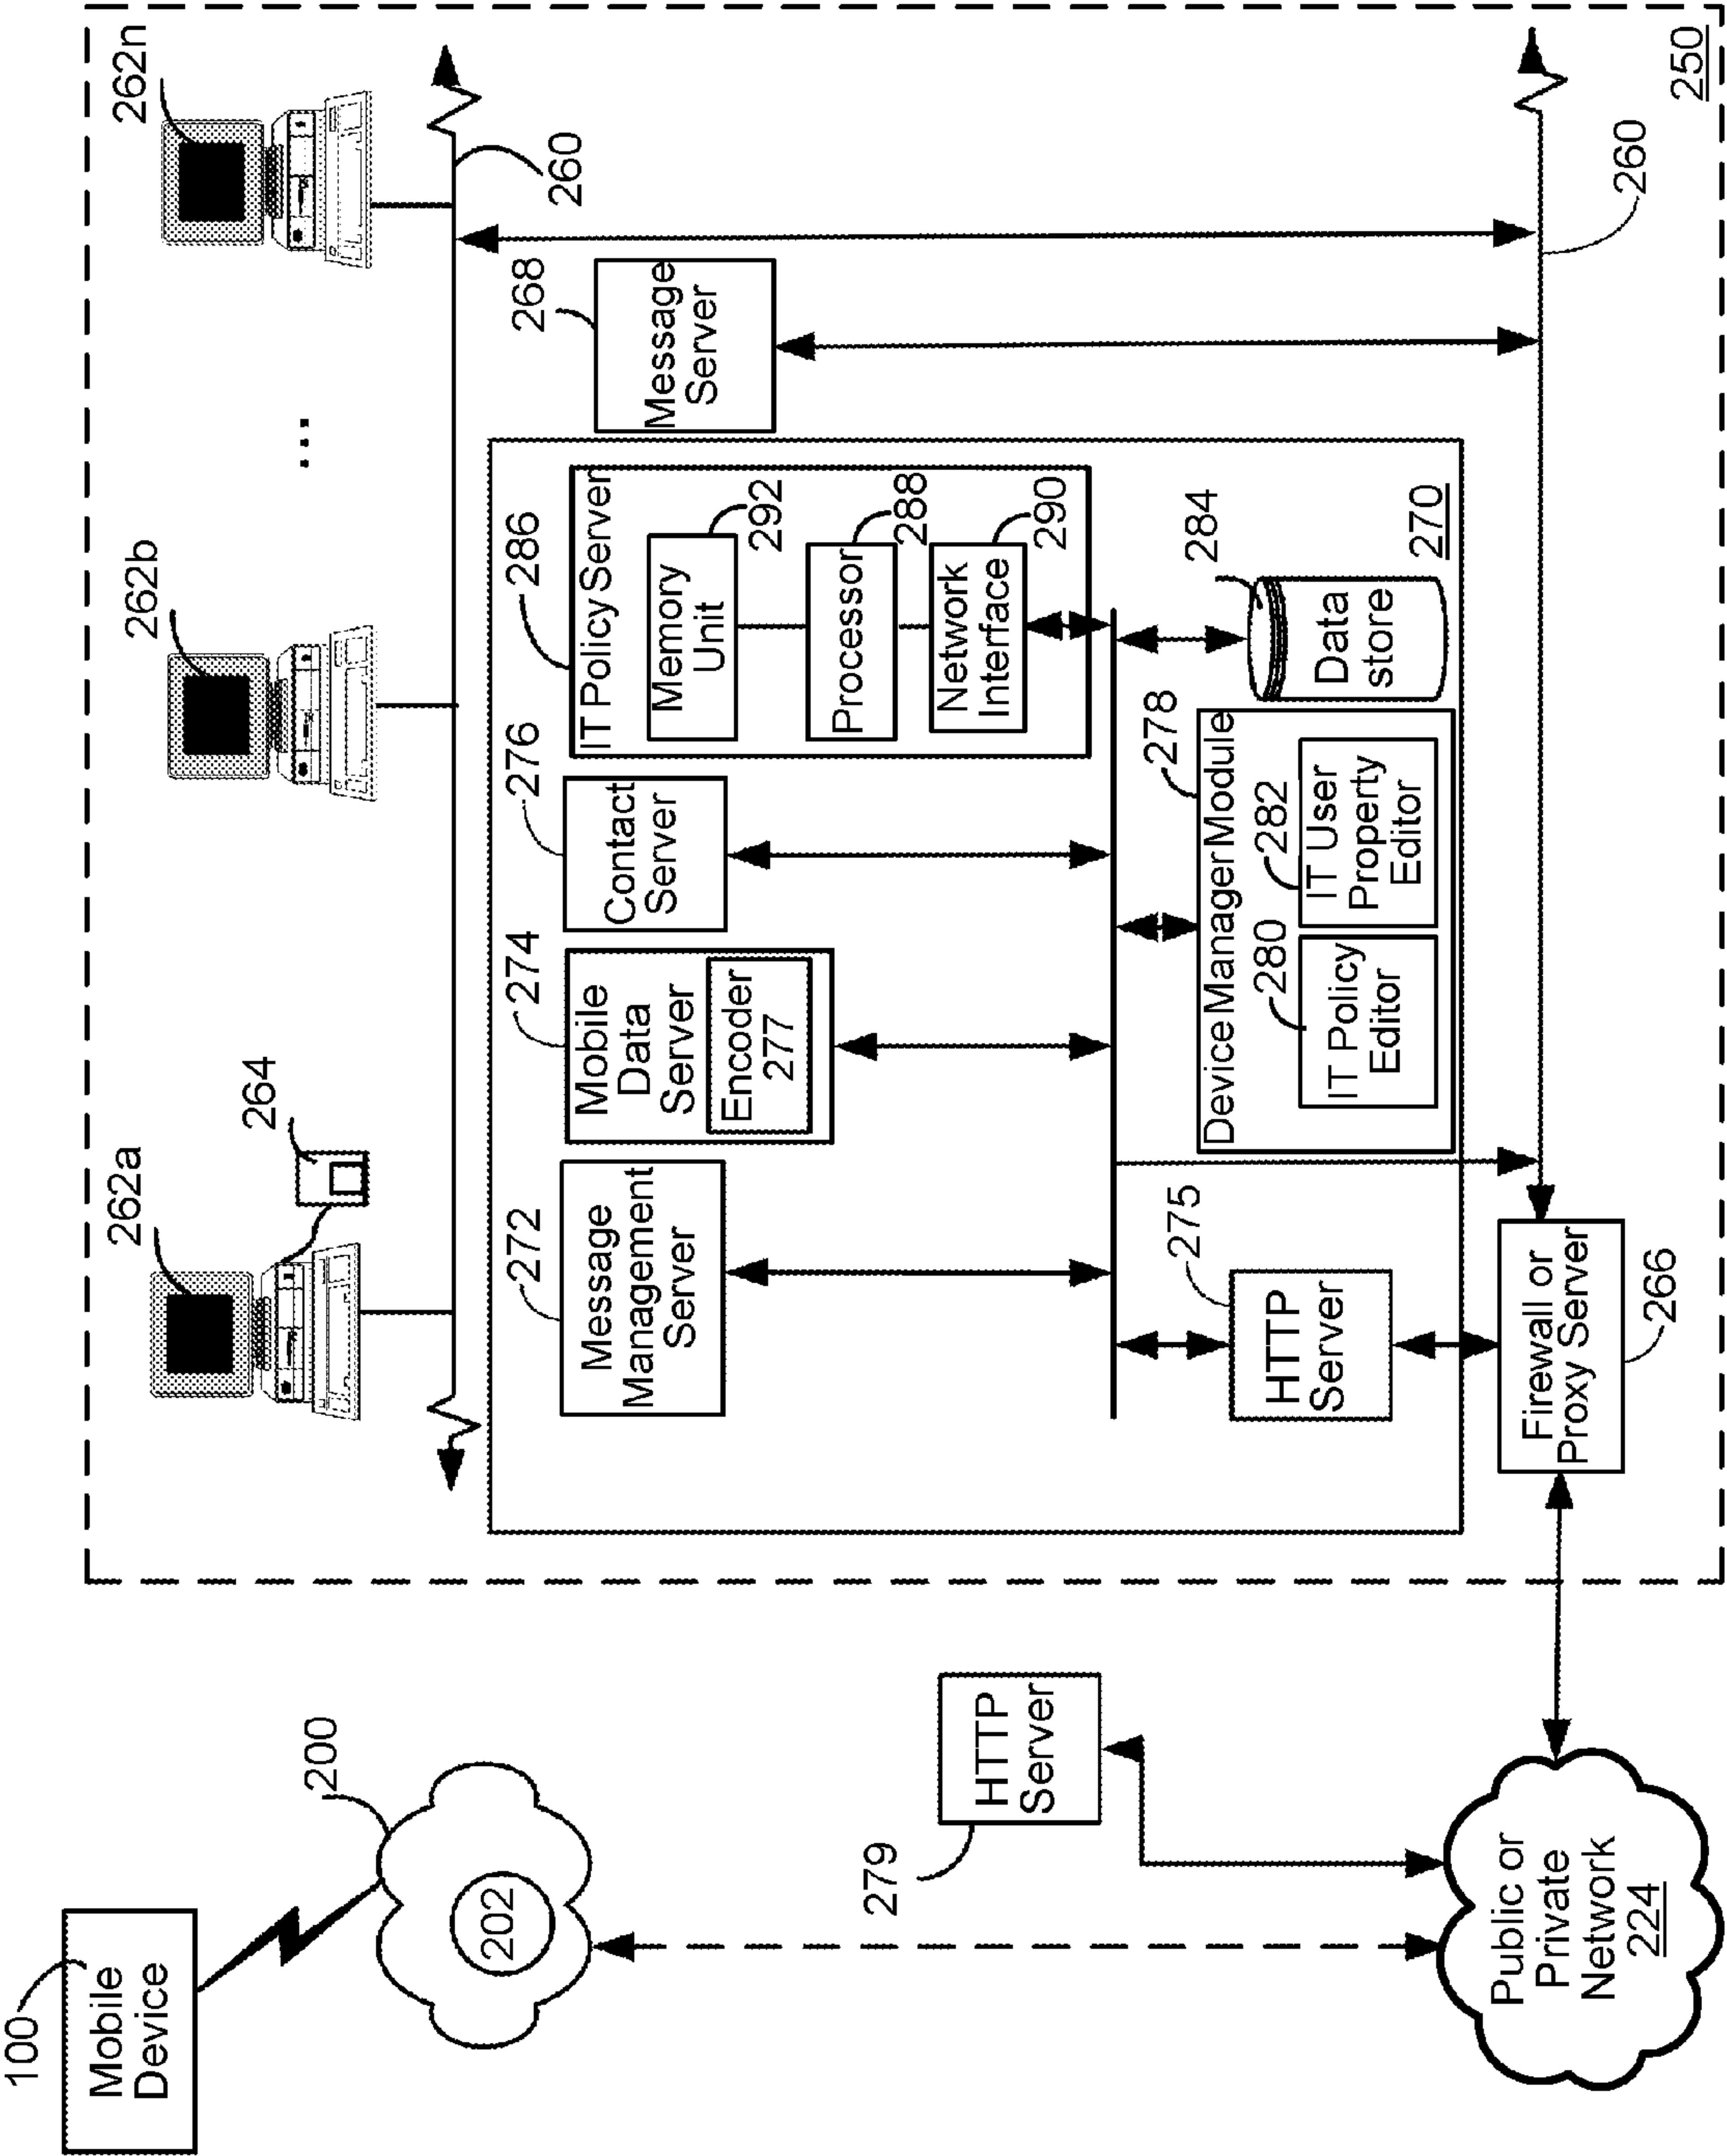 100
Mobile
Device
200
202
279
HTTP
Server
Public or
Private
Network
224
262a
264
262b
...
262n
260
272
Message
Management
Server
274
Mobile
Data
Server
Encoder
277
276
Contact
Server
286
IT Policy Server
Memory
Unit
292
Processor
288
Network
Interface
290
268
Message
Server
275
HTTP
Server
278
Device Manager Module
280
IT Policy
Editor
282
IT User
Property
Editor
284
Data
store
270
Firewall or
Proxy Server
266
260
250